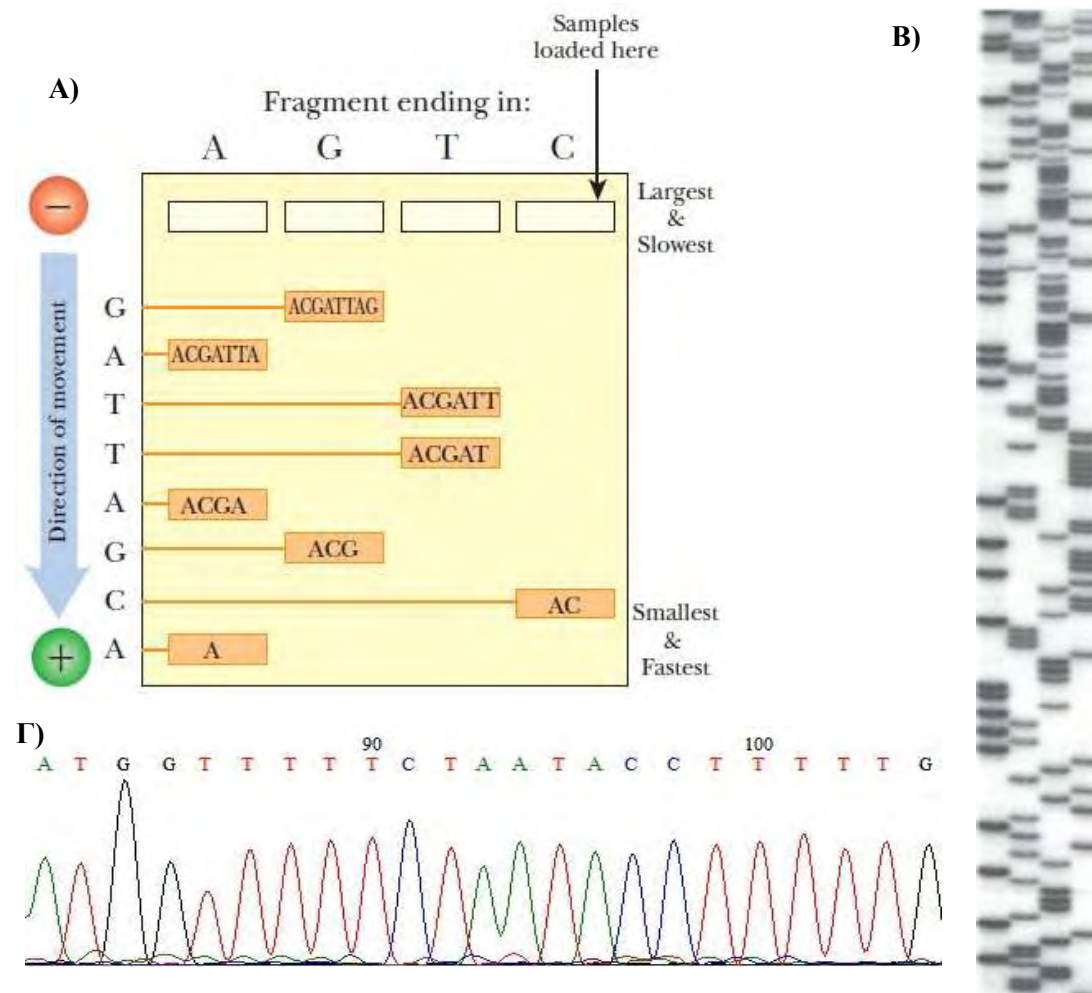 A)
B)
Samples
loaded here
Fragment ending in:
A G T C
−
Largest
&
Slowest
Direction of movement
G ACGATTAG
A ACGATTA
T ACGATT
T ACGAT
A ACGA
G ACG
C AC
A A
Smallest
&
Fastest
+
Γ)
90 100
A T G G T T T T T C T A A T A C C T T T T T G